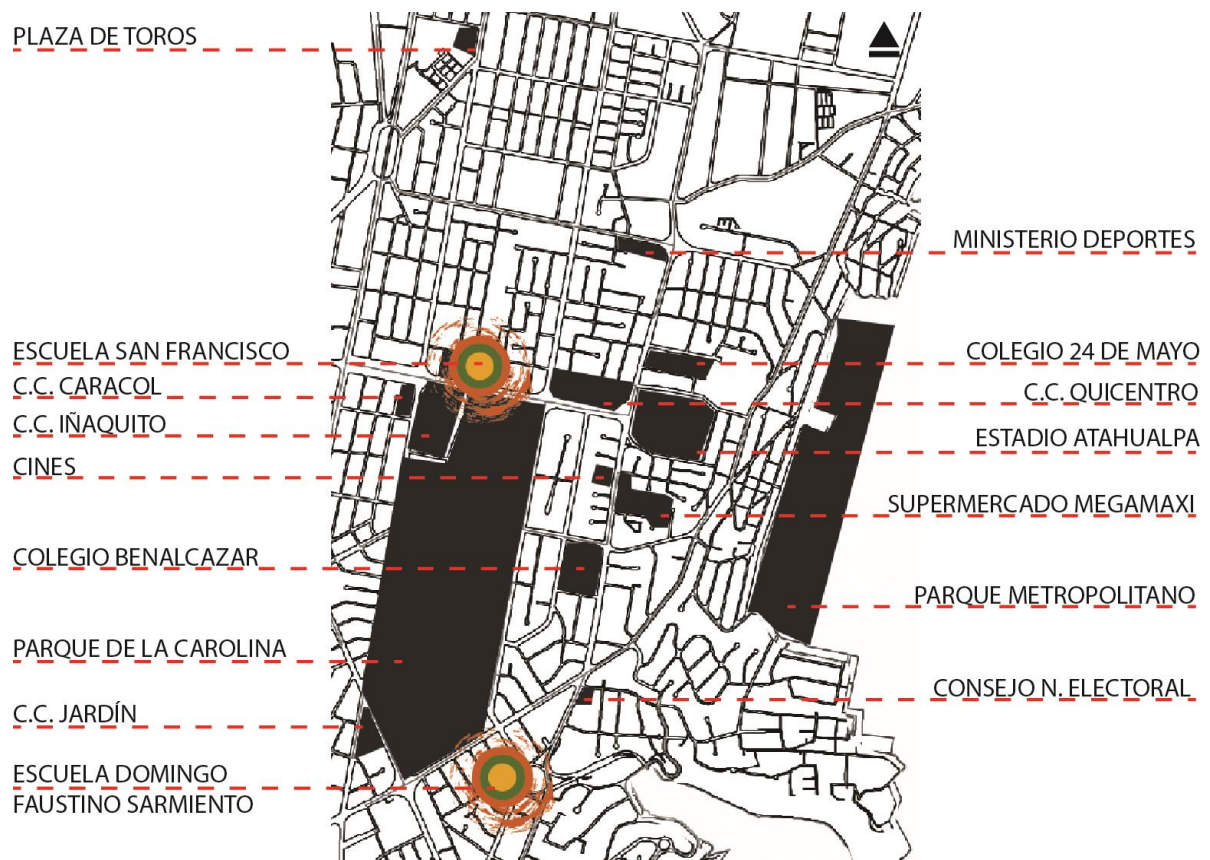 PLAZA DE TOROS
MINISTERIO DEPORTES
ESCUELA SAN FRANCISCO
C.C. CARACOL
C.C. IÑAQUITO
CINES
COLEGIO BENALCAZAR
PARQUE DE LA CAROLINA
C.C. JARDÍN
ESCUELA DOMINGO
FAUSTINO SARMIENTO
COLEGIO 24 DE MAYO
C.C. QUICENTRO
ESTADIO ATAHUALPA
SUPERMERCADO MEGAMAXI
PARQUE METROPOLITANO
CONSEJO N. ELECTORAL